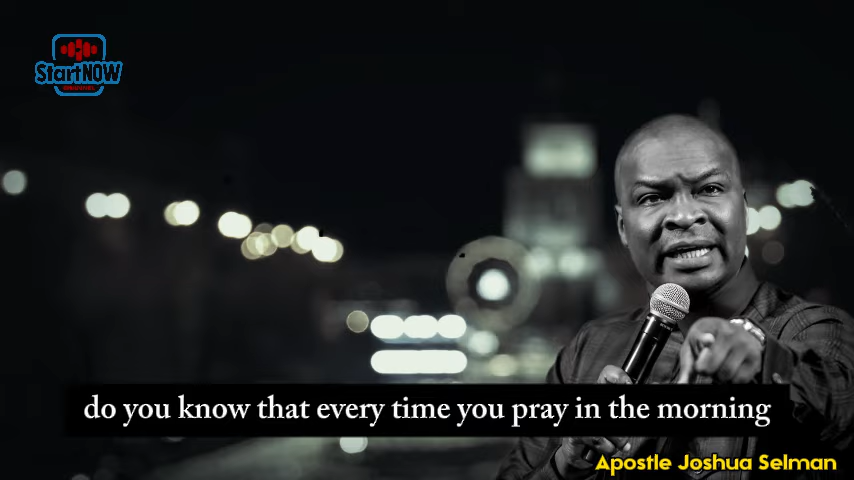 StartNOW
do you know that every time you pray in the morning
Apostle Joshua Selman